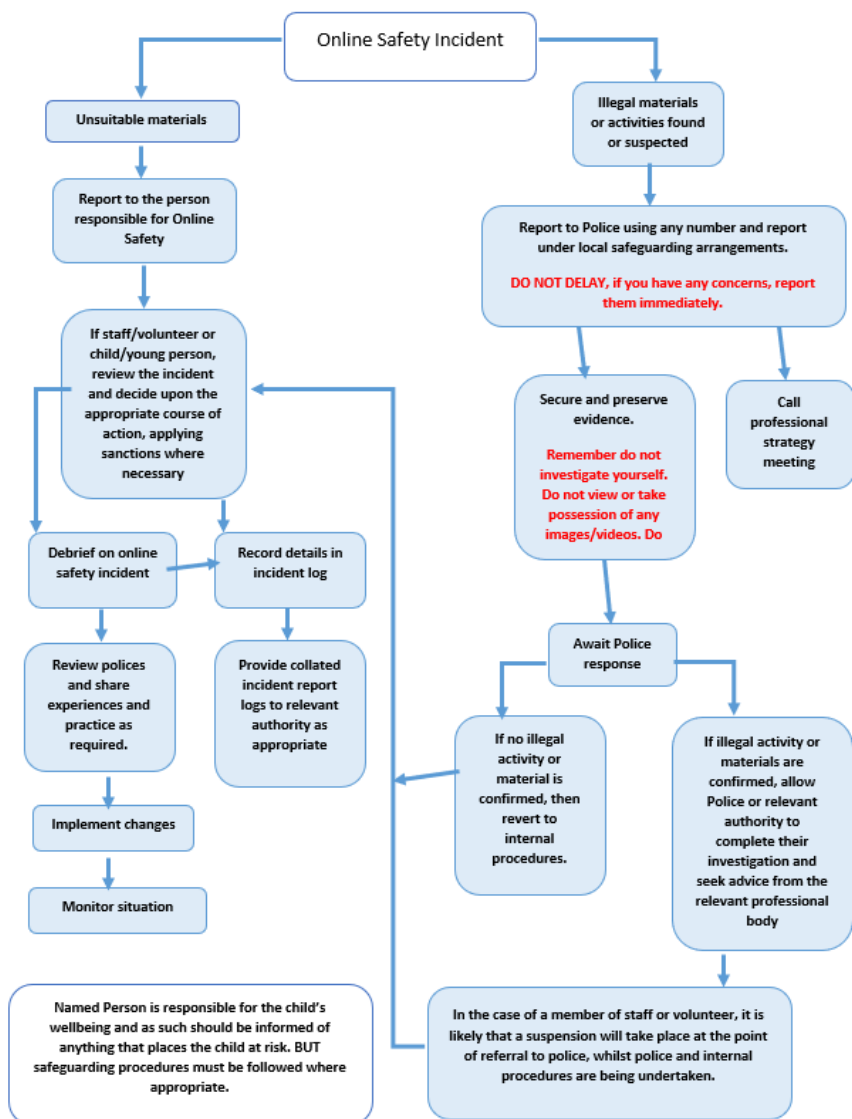 Online Safety Incident
Unsuitable materials
Report to the person
responsible for Online
Safety
If staff/volunteer or
child/young person,
review the incident
and decide upon the
appropriate course of
action, applying
sanctions where
necessary
Debrief on online
safety incident
Record details in
incident log
Review polices
and share
experiences and
practice as
required.
Provide collated
incident report
logs to relevant
authority as
appropriate
Implement changes
Monitor situation
Illegal materials
or activities found
or suspected
Report to Police using any number and report
under local safeguarding arrangements.
DO NOT DELAY, if you have any concerns, report
them immediately.
Secure and preserve
evidence.
Remember do not
investigate yourself.
Do not view or take
possession of any
images/videos. Do
Call
professional
strategy
meeting
Await Police
response
If no illegal
activity or
material is
confirmed, then
revert to
internal
procedures.
If illegal activity or
materials are
confirmed, allow
Police or relevant
authority to
complete their
investigation and
seek advice from the
relevant professional
body
In the case of a member of staff or volunteer, it is
likely that a suspension will take place at the point
of referral to police, whilst police and internal
procedures are being undertaken.
Named Person is responsible for the child's
wellbeing and as such should be informed of
anything that places the child at risk. BUT
safeguarding procedures must be followed where
appropriate.